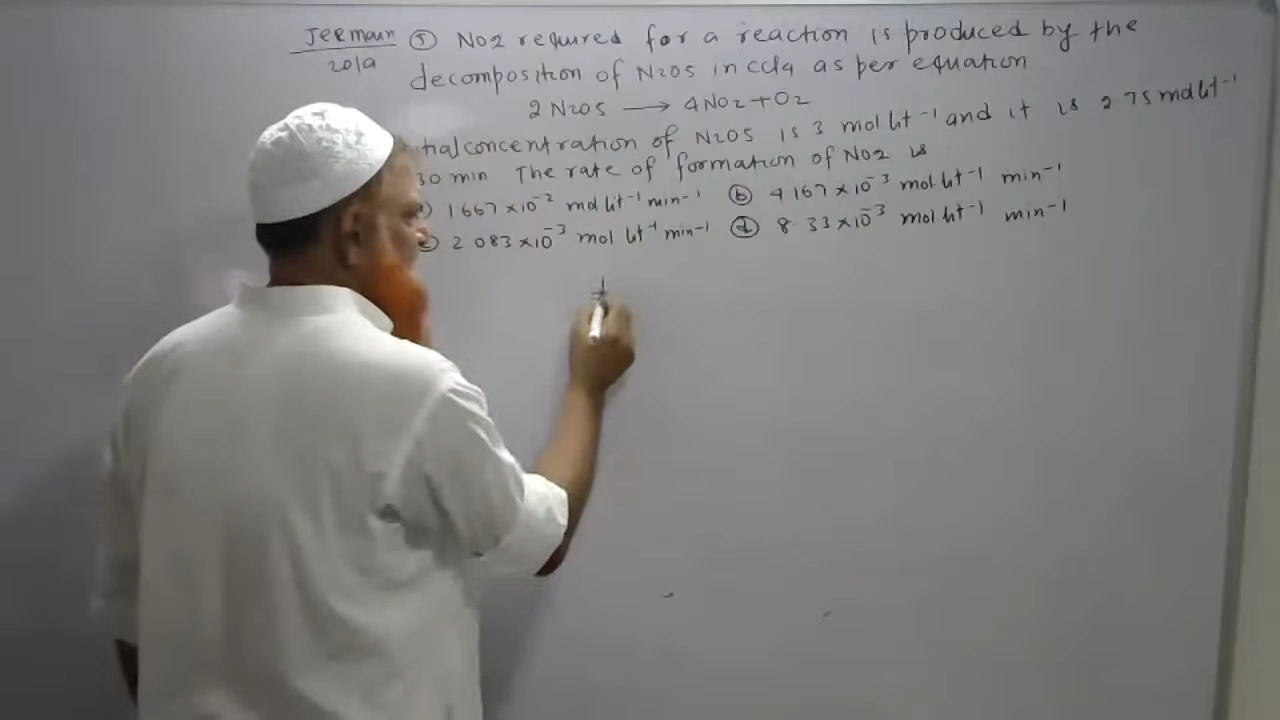 Jeemain
2019
⑤ NO2 required for a reaction is produced by the
decomposition of N2O5 in CCl4 as per equation
2N2O5 → 4NO2+O2
tial concentration of N2O5 is 3 mol lit-1 and it is 2 75 mol lit-1
30 min The rate of formation of NO2 is
1 667 ×10-2 mol lit-1 min-1 ⓑ 4 167 ×10-3 mol. lit-1 min-1
2 083 ×10-3 mol lit-1 min-1 ⓓ 8 33×10-3 mol. lit-1 min-1